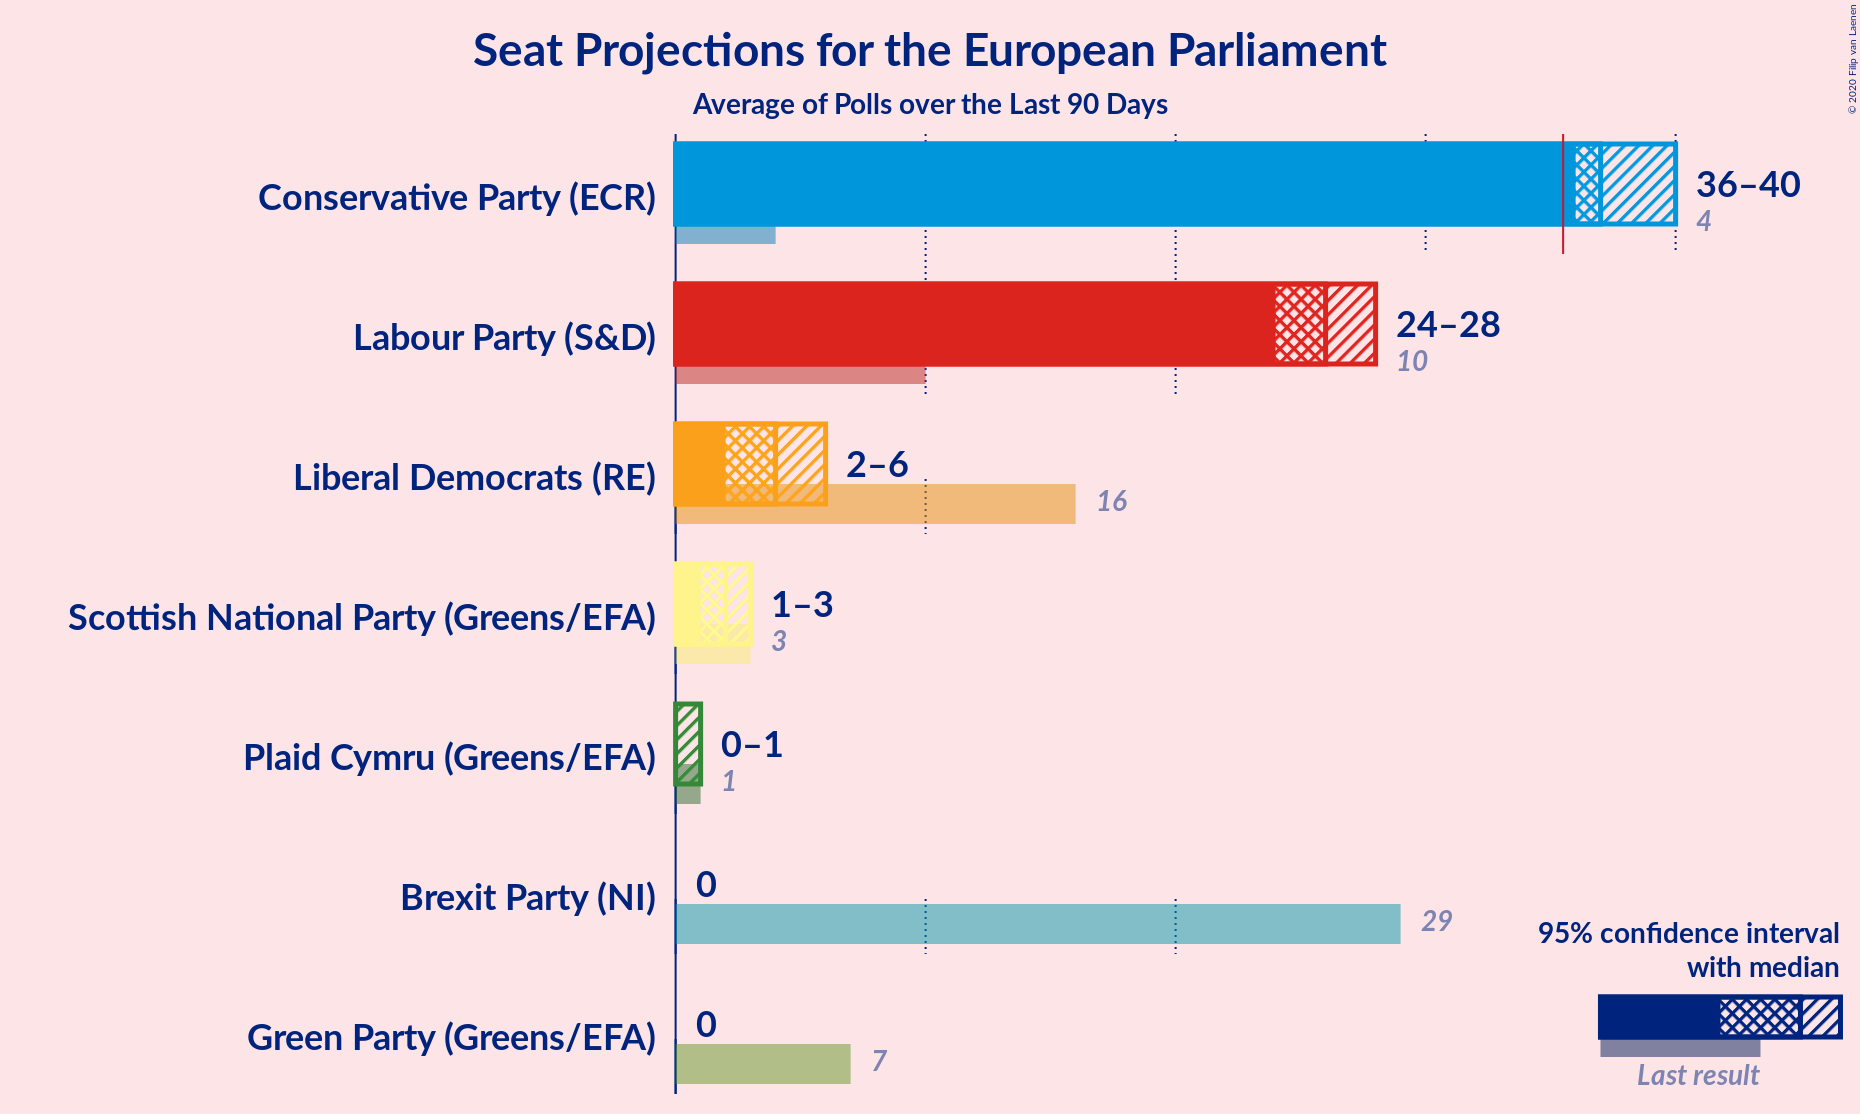 Seat Projections for the European Parliament
Average of Polls over the Last 90 Days
© 2020 Filip van Laenen
Conservative Party (ECR)
36–40
4
Labour Party (S&D)
24–28
10
Liberal Democrats (RE)
2–6
16
Scottish National Party (Greens/EFA)
1–3
3
Plaid Cymru (Greens/EFA)
0–1
1
Brexit Party (NI)
0
29
Green Party (Greens/EFA)
0
7
95% confidence interval
with median
Last result